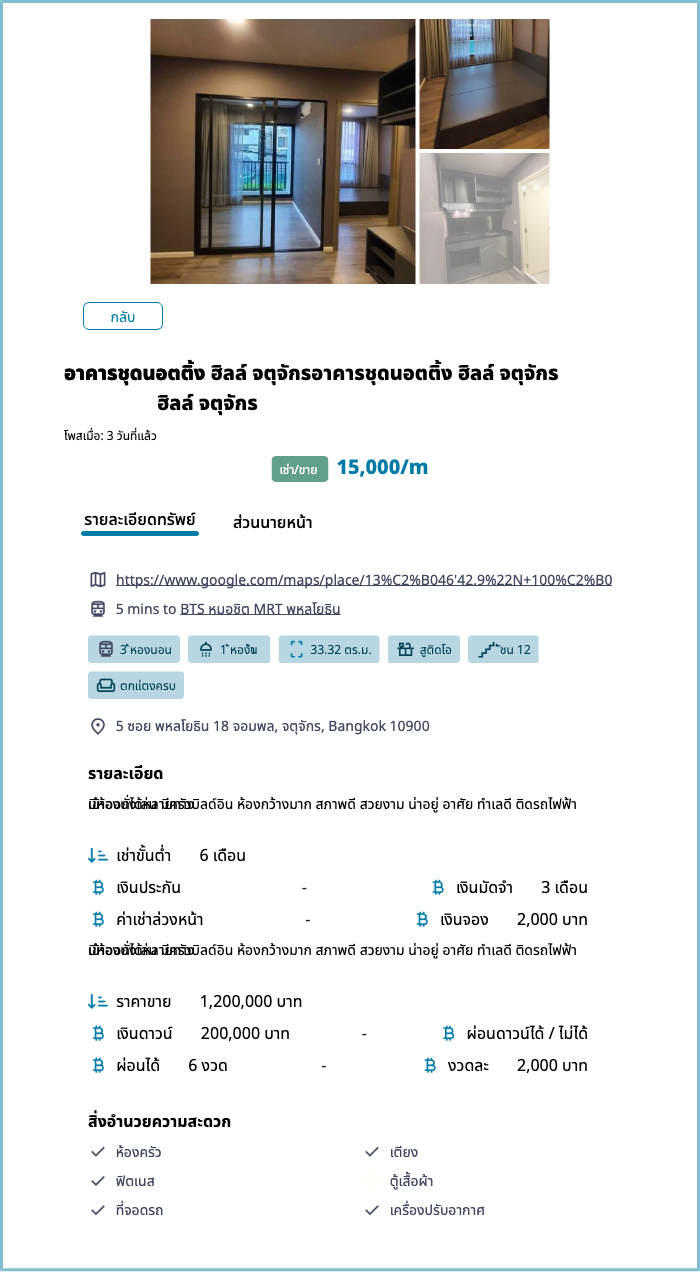 กลับ
อาคารชุดนอตติ้ง ฮิลล์ จตุจักรอาคารชุดนอตติ้ง ฮิลล์ จตุจักร
ฮิลล์ จตุจักร
โพสเมื่อ: 3 วันที่แล้ว
เช่า/ขาย 15,000/m
รายละเอียดทรัพย์ ส่วนนายหน้า
https://www.google.com/maps/place/13%C2%B046'42.9%22N+100%C2%B0
5 mins to BTS หมอชิต MRT พหลโยธิน
3 ห้องนอน 1 ห้องน้ำ 33.32 ตร.ม. สูติดโอ ชน 12
ตกแ่ตงครบ
5 ซอย พหลโยธิน 18 จอมพล, จตุจักร, Bangkok 10900
รายละเอียด
บิลด์อิน ห้องกว้างมาก สภาพดี สวยงาม น่าอยู่ อาศัย ทำเลดี ติดรถไฟฟ้า
เช่าขั้นต่ำ 6 เดือน
เงินประกัน - เงินมัดจำ 3 เดือน
ค่าเช่าล่วงหน้า - เงินจอง 2,000 บาท
บิลด์อิน ห้องกว้างมาก สภาพดี สวยงาม น่าอยู่ อาศัย ทำเลดี ติดรถไฟฟ้า
ราคาขาย 1,200,000 บาท
เงินดาวน์ 200,000 บาท - ผ่อนดาวน์ได้ / ไม่ได้
ผ่อนได้ 6 งวด - งวดละ 2,000 บาท
สิ่งอำนวยความสะดวก
ห้องครัว เตียง
ฟิตเนส ตู้เสื้อผ้า
ที่จอดรถ เครื่องปรับอากาศ